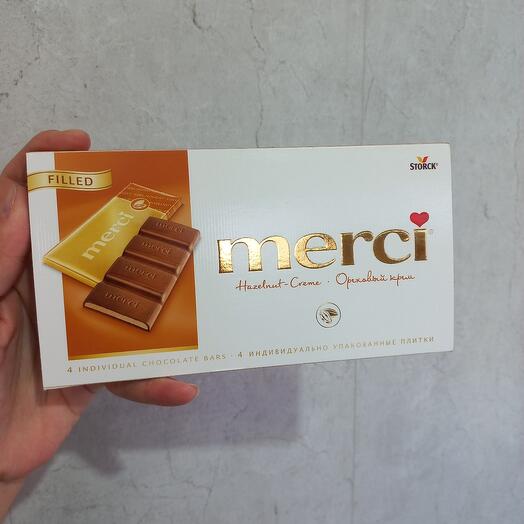 FILLED
STORCK®
merci
merci
merci
Hazelnut-Creme · Ореховый крем
4 INDIVIDUAL CHOCOLATE BARS · 4 ИНДИВИДУАЛЬНО УПАКОВАННЫЕ ПЛИТКИ